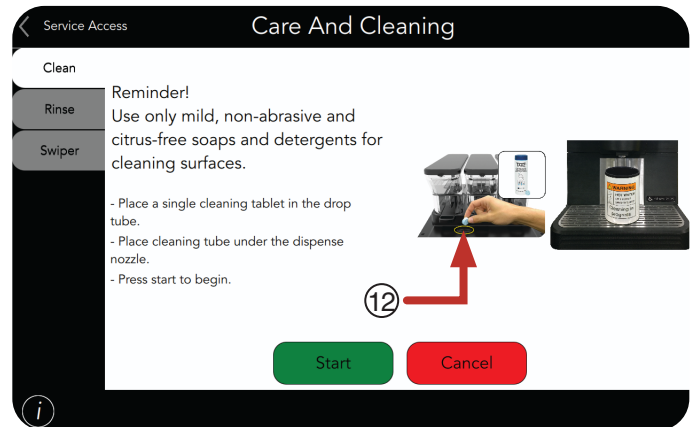 Service Access
Care And Cleaning
Clean
Rinse
Swiper
Reminder!
Use only mild, non-abrasive and
citrus-free soaps and detergents for
cleaning surfaces.
- Place a single cleaning tablet in the drop
tube.
- Place cleaning tube under the dispense
nozzle.
- Press start to begin.
WARNING
12
Start
Cancel
i